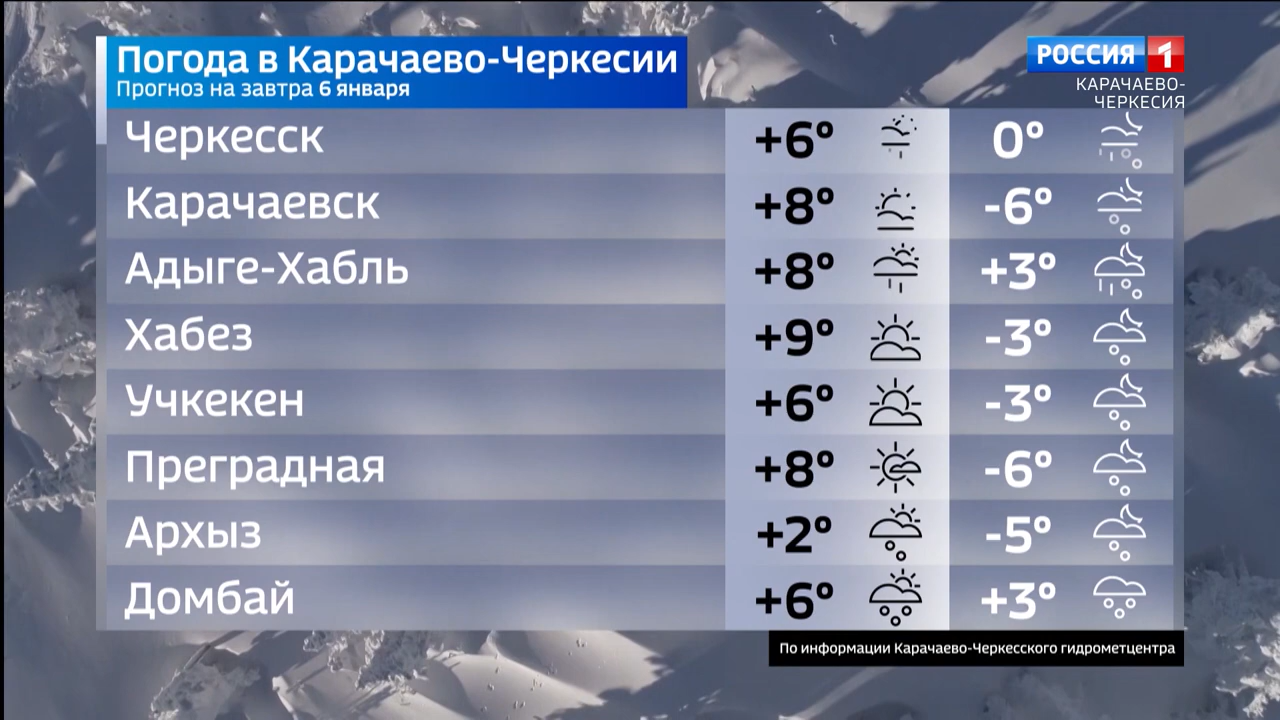 Погода в Карачаево-Черкесии
Прогноз на завтра 6 января
РОССИЯ 1
КАРАЧАЕВО-
ЧЕРКЕСИЯ
Черкесск +6° 0°
Карачаевск +8° -6°
Адыге-Хабль +8° +3°
Хабез +9° -3°
Учкекен +6° -3°
Преградная +8° -6°
Архыз +2° -5°
Домбай +6° +3°
По информации Карачаево-Черкесского гидрометцентра